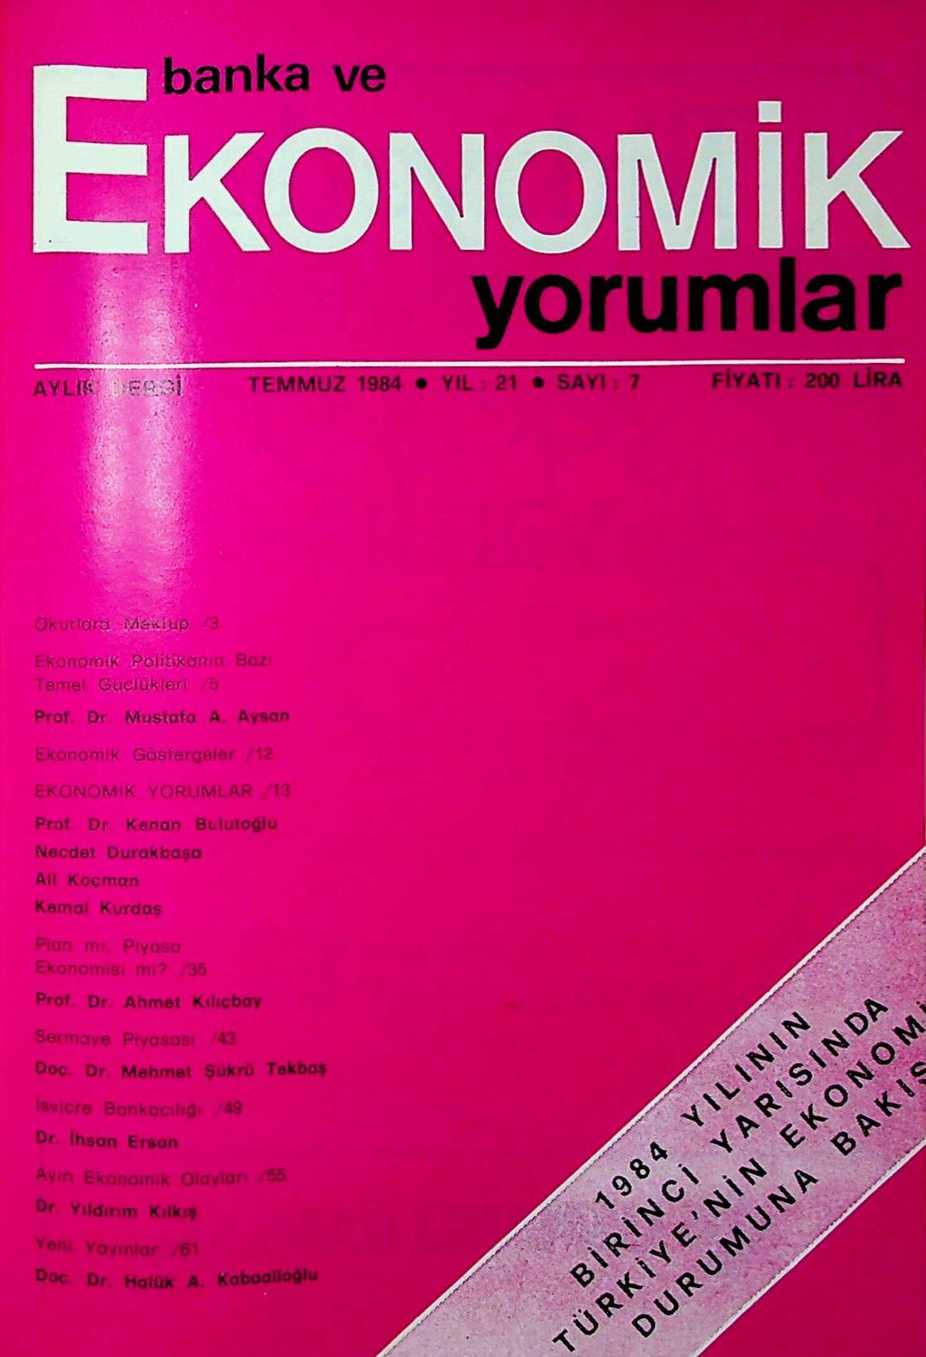 banka ve
EKONOMİK
yorumlar
AYLIK DERGİ TEMMUZ 1984 ● YIL : 21 ● SAYI : 7 FİYATI : 200 LİRA
Okurlara Mektup /3
Ekonomik Politikanın Bazı
Temel Güçlükleri /5
Prof. Dr. Mustafa A. Aysan
Ekonomik Göstergeler /12
EKONOMİK YORUMLAR /13
Prof. Dr. Kenan Bulutoğlu
Necdet Durakbaşa
Ali Koçman
Kemal Kurdaş
Plan mı, Piyasa
Ekonomisi mi? /35
Prof. Dr. Ahmet Kılıçbay
Sermaye Piyasası /43
Doç. Dr. Mehmet Şükrü Tekbaş
İsviçre Bankacılığı /49
Dr. İhsan Ersan
Ayın Ekonomik Olayları /55
Dr. Yıldırım Kılkış
Yeni Yayınlar /61
Doç. Dr. Halûk A. Kabaalioğlu
1984 YILININ
BİRİNCİ YARISINDA
TÜRKİYE'NİN EKONOMİ
DURUMUNA BAKIŞ